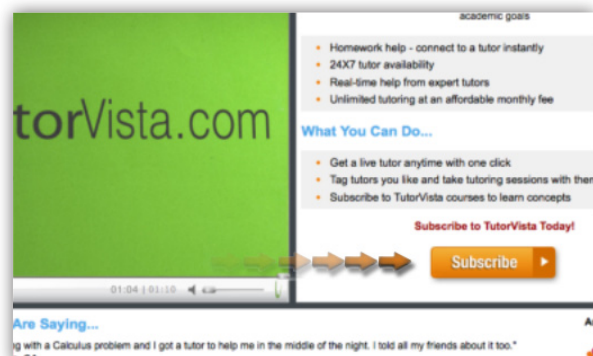 academic goals
Homework help - connect to a tutor instantly
24X7 tutor availability
Real-time help from expert tutors
Unlimited tutoring at an affordable monthly fee
torVista.com
What You Can Do...
Get a live tutor anytime with one click
Tag tutors you like and take tutoring sessions with them
Subscribe to TutorVista courses to learn concepts
Subscribe to TutorVista Today!
Subscribe
01:04 | 03:10
Are Saying...
ng with a Calculus problem and I got a tutor to help me in the middle of the night. I told all my friends about it too."